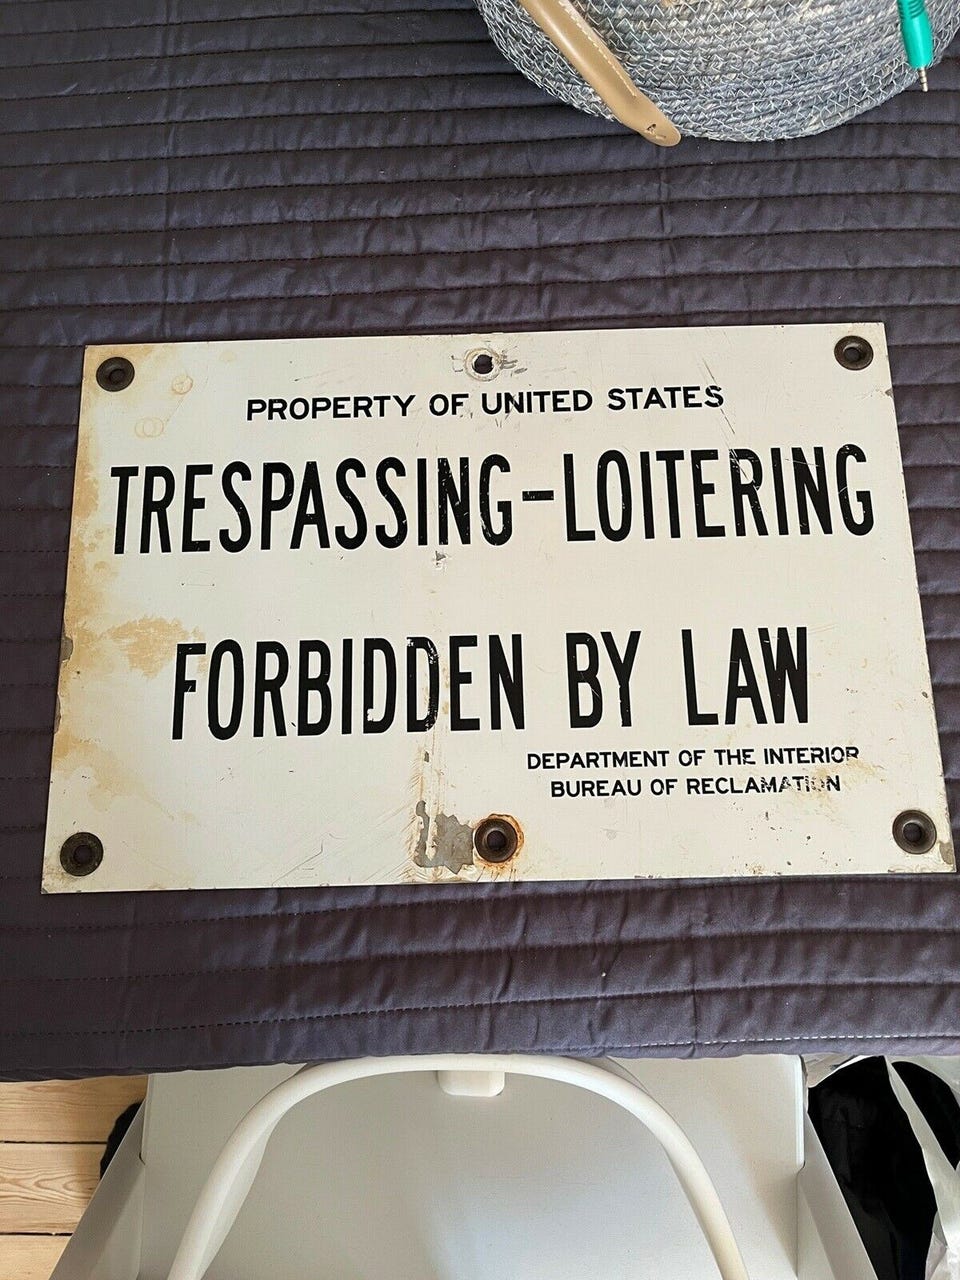 PROPERTY OF UNITED STATES
TRESPASSING-LOITERING
FORBIDDEN BY LAW
DEPARTMENT OF THE INTERIOR
BUREAU OF RECLAMATION